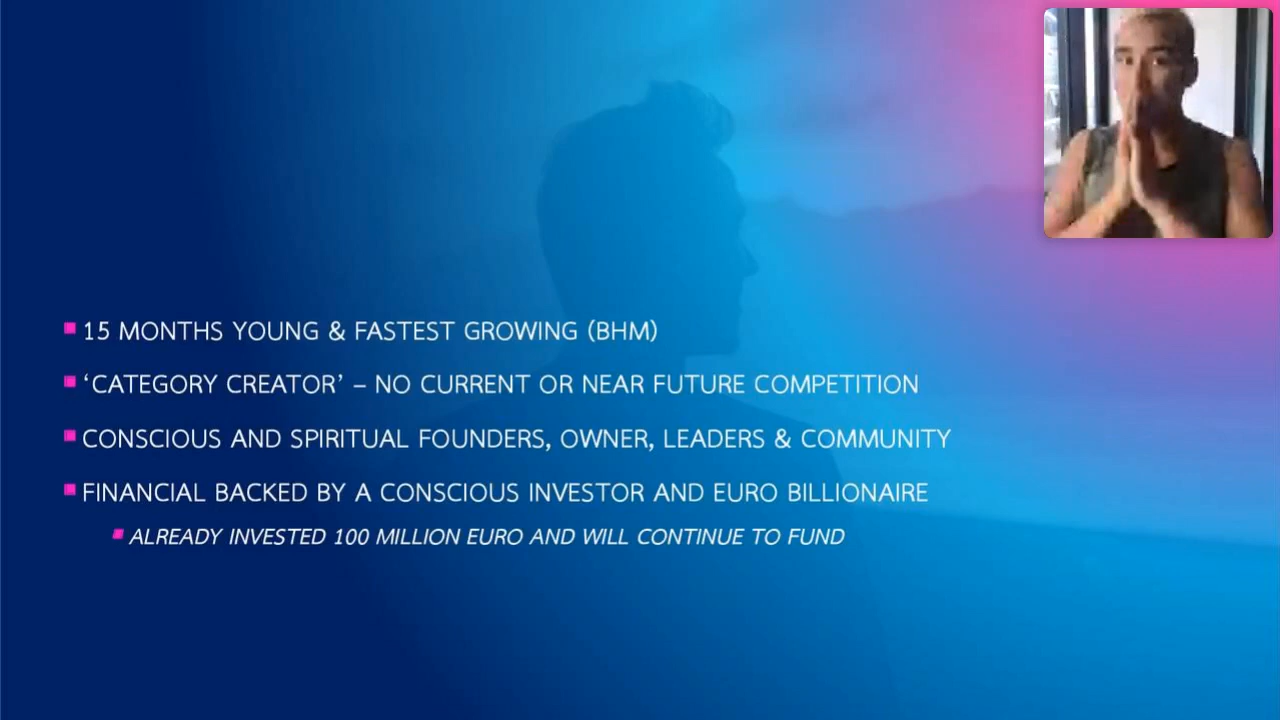 15 MONTHS YOUNG & FASTEST GROWING (BHM)
‘CATEGORY CREATOR’ – NO CURRENT OR NEAR FUTURE COMPETITION
CONSCIOUS AND SPIRITUAL FOUNDERS, OWNER, LEADERS & COMMUNITY
FINANCIAL BACKED BY A CONSCIOUS INVESTOR AND EURO BILLIONAIRE
ALREADY INVESTED 100 MILLION EURO AND WILL CONTINUE TO FUND